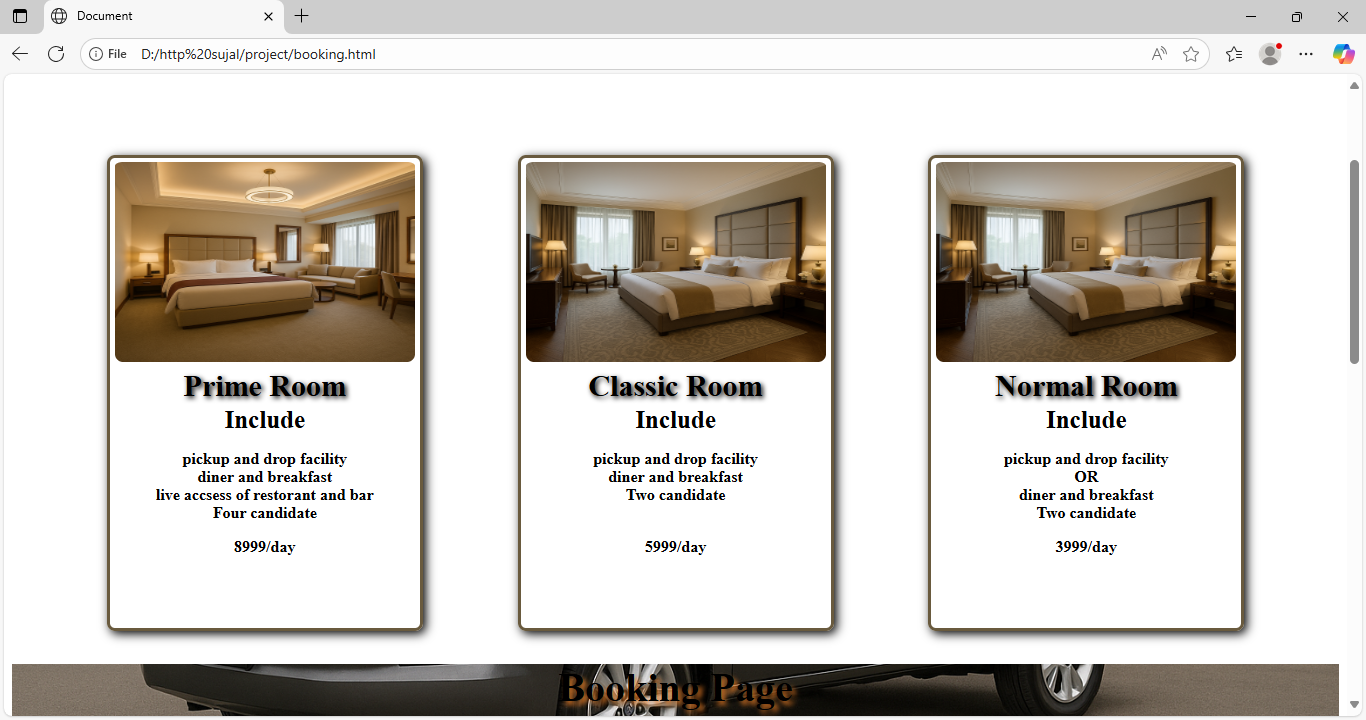 Document
File D:/http%20sujal/project/booking.html
Prime Room
Include
pickup and drop facility
diner and breakfast
live accsess of restorant and bar
Four candidate
8999/day
Classic Room
Include
pickup and drop facility
diner and breakfast
Two candidate
5999/day
Normal Room
Include
pickup and drop facility
OR
diner and breakfast
Two candidate
3999/day
Booking Page